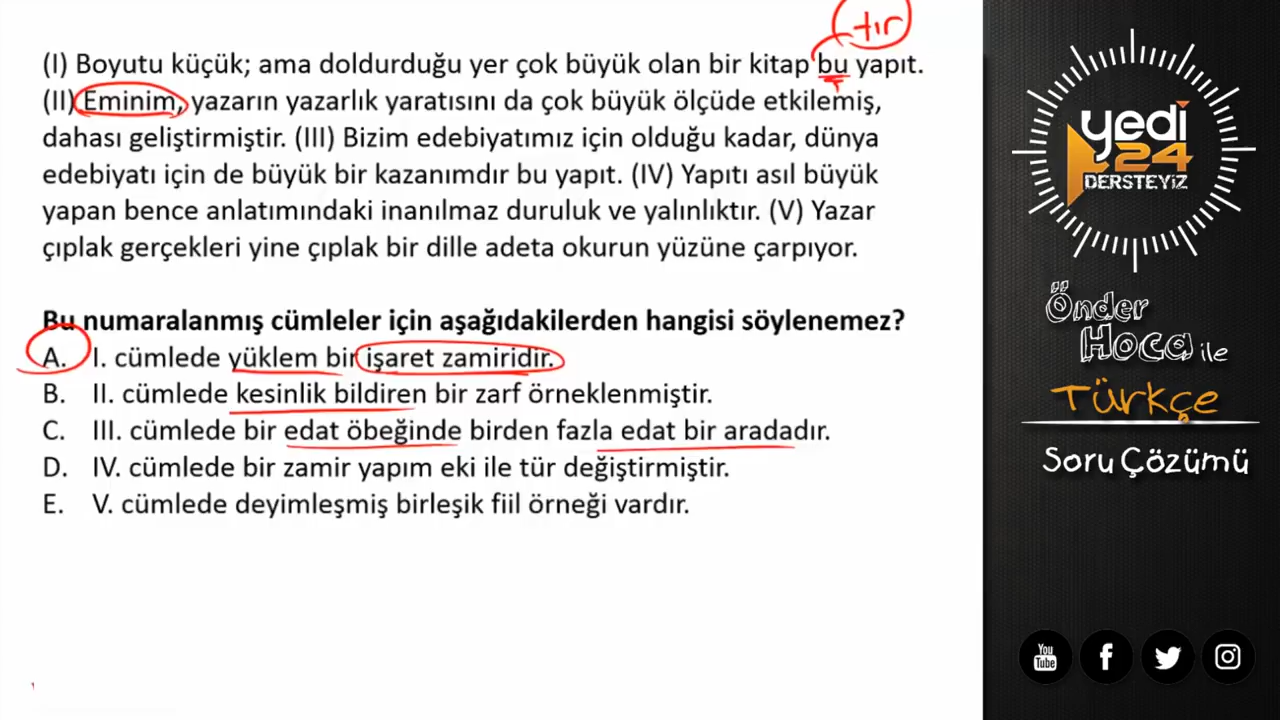 tır
(I) Boyutu küçük; ama doldurduğu yer çok büyük olan bir kitap bu yapıt.
(II) Eminim, yazarın yazarlık yaratısını da çok büyük ölçüde etkilemiş,
dahası geliştirmiştir. (III) Bizim edebiyatımız için olduğu kadar, dünya
edebiyatı için de büyük bir kazanımdır bu yapıt. (IV) Yapıtı asıl büyük
yapan bence anlatımındaki inanılmaz duruluk ve yalınlıktır. (V) Yazar
çıplak gerçekleri yine çıplak bir dille adeta okurun yüzüne çarpıyor.
Bu numaralanmış cümleler için aşağıdakilerden hangisi söylenemez?
A. I. cümlede yüklem bir işaret zamiridir.
B. II. cümlede kesinlik bildiren bir zarf örneklenmiştir.
C. III. cümlede bir edat öbeğinde birden fazla edat bir aradadır.
D. IV. cümlede bir zamir yapım eki ile tür değiştirmiştir.
E. V. cümlede deyimleşmiş birleşik fiil örneği vardır.
yedi
24
DERSTEYİZ
Önder
Hoca ile
Türkçe
Soru Çözümü
You
Tube